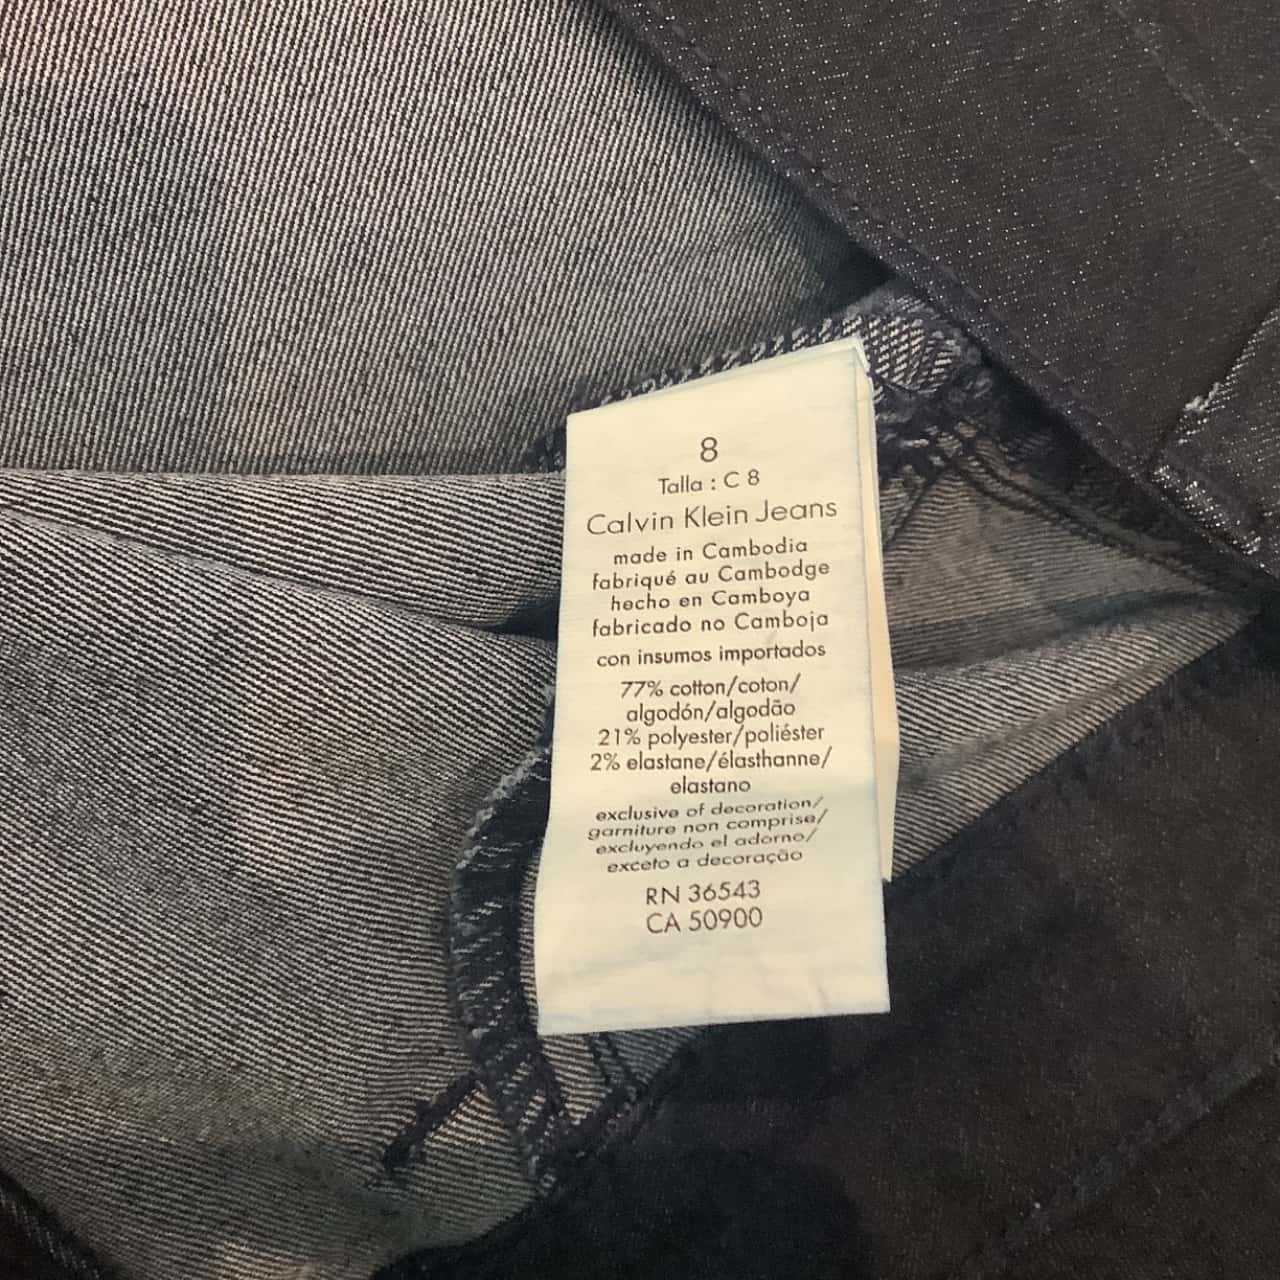 8
Talla : C 8
Calvin Klein Jeans
made in Cambodia
fabriqué au Cambodge
hecho en Camboya
fabricado no Camboja
con insumos importados
77% cotton/coton/
algodón/algodão
21% polyester/poliéster
2% elastane/élasthanne/
elastano
exclusive of decoration/
garniture non comprise/
excluyendo el adorno/
exceto a decoração
RN 36543
CA 50900